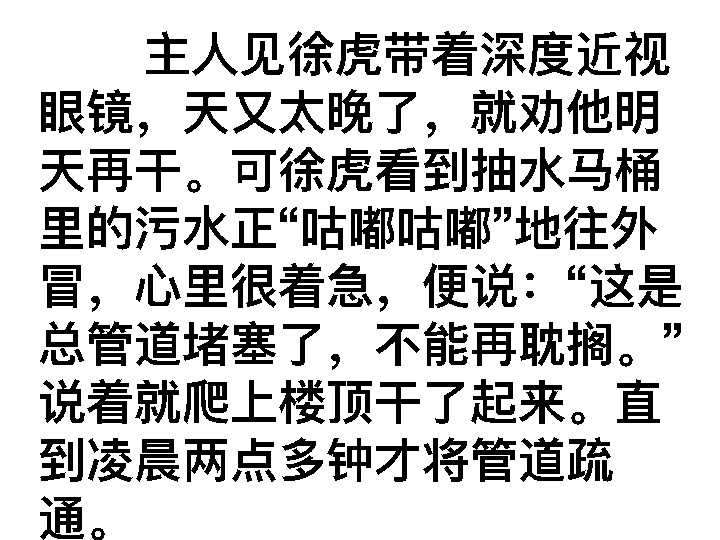 主人见徐虎带着深度近视
眼镜，天又太晚了，就劝他明
天再干。可徐虎看到抽水马桶
里的污水正“咕嘟咕嘟”地往外
冒，心里很着急，便说：“这是
总管道堵塞了，不能再耽搁。”
说着就爬上楼顶干了起来。直
到凌晨两点多钟才将管道疏
通。